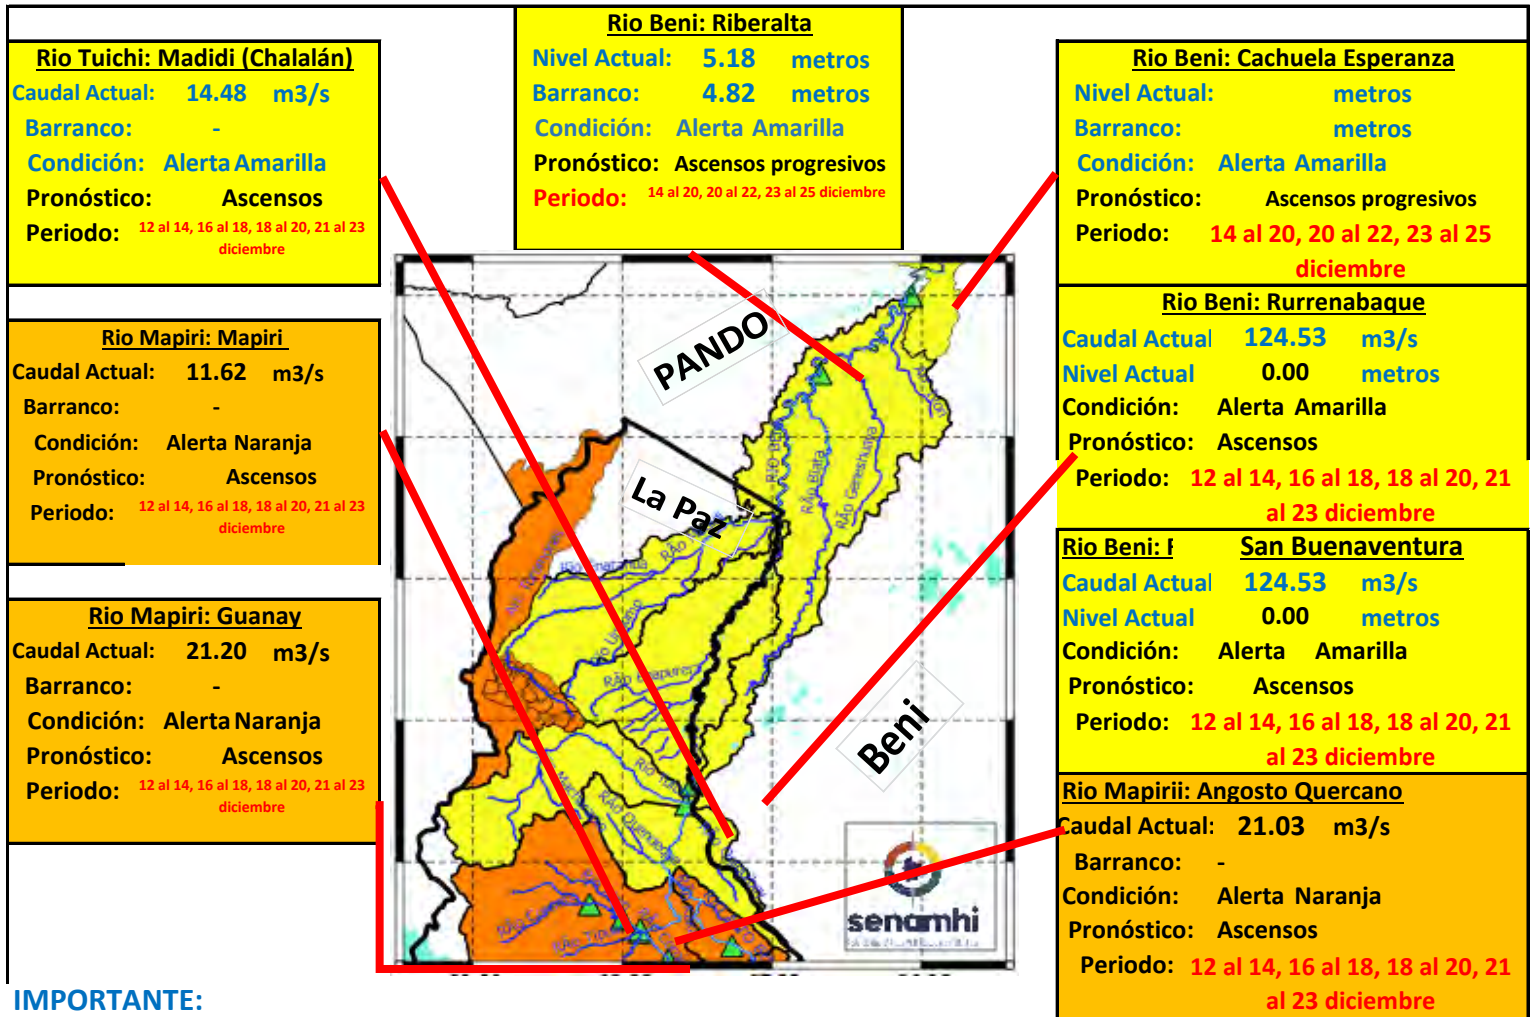 Rio Beni: Riberalta
Nivel Actual: 5.18 metros
Barranco: 4.82 metros
Condición: Alerta Amarilla
Pronóstico: Ascensos progresivos
Periodo: 14 al 20, 20 al 22, 23 al 25 diciembre
Rio Tuichi: Madidi (Chalalán)
Caudal Actual: 14.48 m3/s
Barranco: -
Condición: Alerta Amarilla
Pronóstico: Ascensos
Periodo: 12 al 14, 16 al 18, 18 al 20, 21 al 23
diciembre
Rio Mapiri: Mapiri
Caudal Actual: 11.62 m3/s
Barranco: -
Condición: Alerta Naranja
Pronóstico: Ascensos
Periodo: 12 al 14, 16 al 18, 18 al 20, 21 al 23
diciembre
Rio Mapiri: Guanay
Caudal Actual: 21.20 m3/s
Barranco: -
Condición: Alerta Naranja
Pronóstico: Ascensos
Periodo: 12 al 14, 16 al 18, 18 al 20, 21 al 23
diciembre
PANDO
La Paz
Beni
RÃo Biata
RÃo Geneshuaya
senamhi
Rio Beni: Cachuela Esperanza
Nivel Actual: metros
Barranco: metros
Condición: Alerta Amarilla
Pronóstico: Ascensos progresivos
Periodo: 14 al 20, 20 al 22, 23 al 25
diciembre
Rio Beni: Rurrenabaque
Caudal Actual 124.53 m3/s
Nivel Actual 0.00 metros
Condición: Alerta Amarilla
Pronóstico: Ascensos
Periodo: 12 al 14, 16 al 18, 18 al 20, 21
al 23 diciembre
Rio Beni: San Buenaventura
Caudal Actual 124.53 m3/s
Nivel Actual 0.00 metros
Condición: Alerta Amarilla
Pronóstico: Ascensos
Periodo: 12 al 14, 16 al 18, 18 al 20, 21
al 23 diciembre
Rio Mapirii: Angosto Quercano
Caudal Actual: 21.03 m3/s
Barranco: -
Condición: Alerta Naranja
Pronóstico: Ascensos
Periodo: 12 al 14, 16 al 18, 18 al 20, 21
al 23 diciembre
IMPORTANTE: